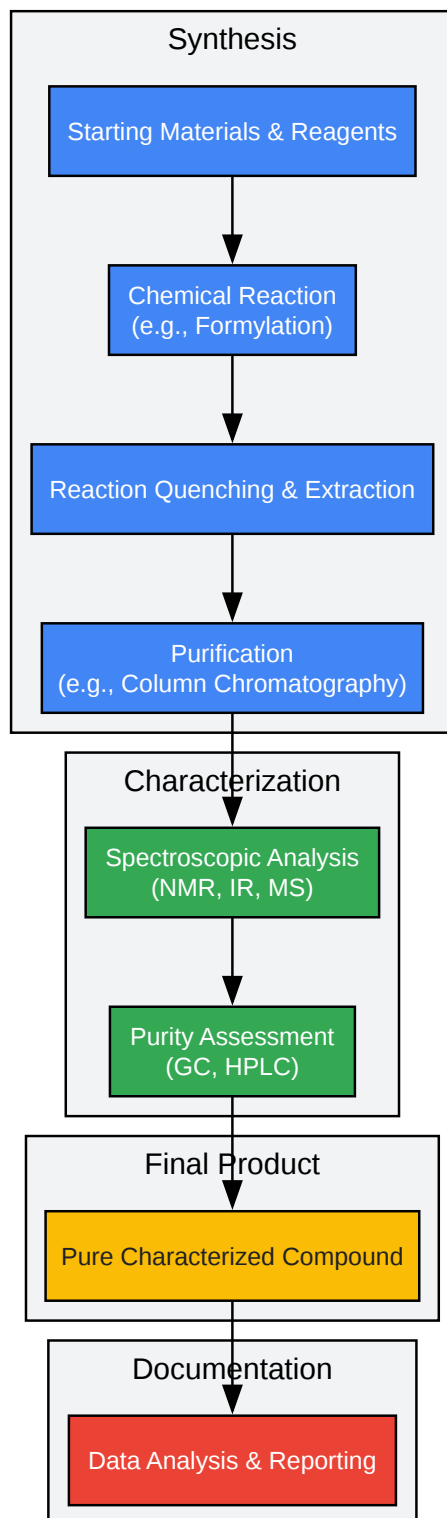 Synthesis
Starting Materials & Reagents
Chemical Reaction
(e.g., Formylation)
Reaction Quenching & Extraction
Purification
(e.g., Column Chromatography)
Characterization
Spectroscopic Analysis
(NMR, IR, MS)
Purity Assessment
(GC, HPLC)
Final Product
Pure Characterized Compound
Documentation
Data Analysis & Reporting